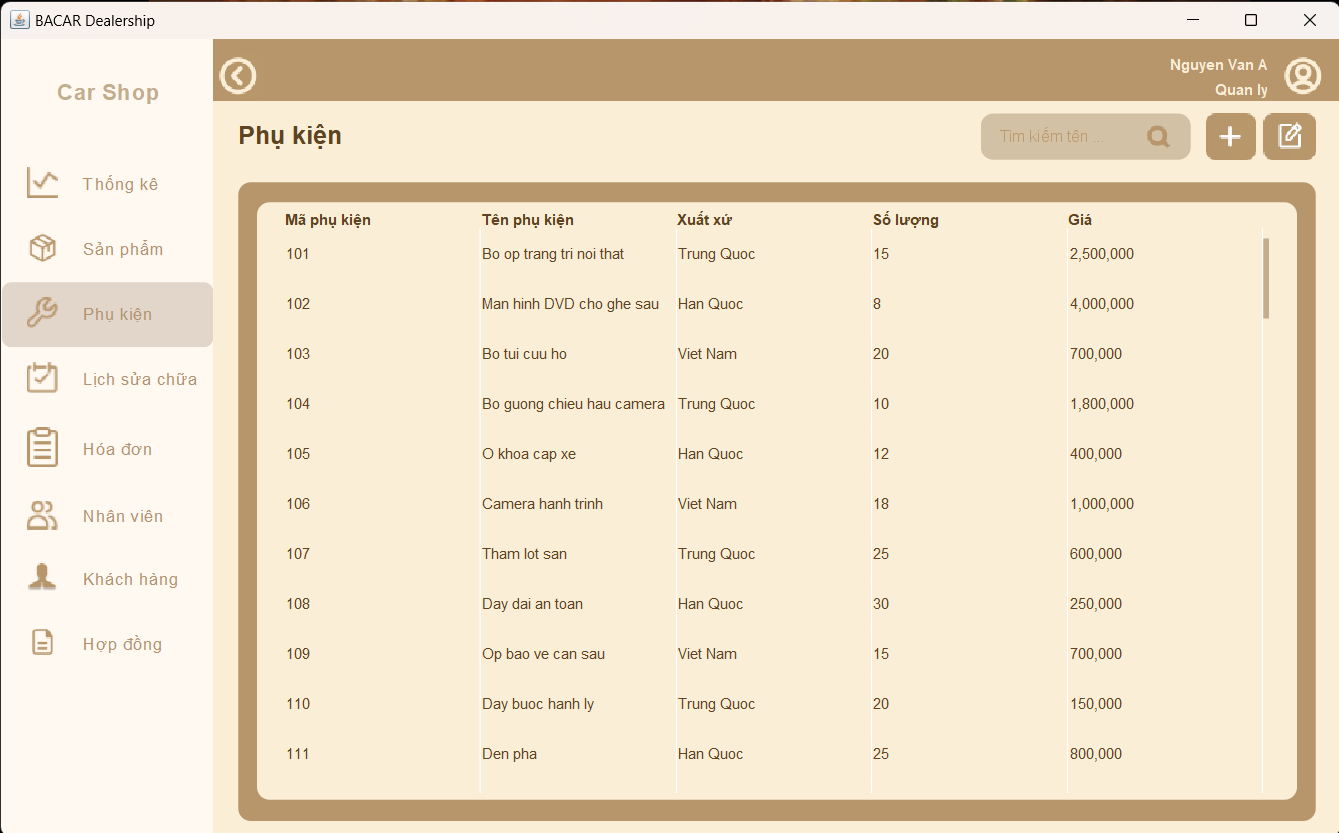 BACAR Dealership
Car Shop
Nguyen Van A
Quan ly
Thống kê
Sản phẩm
Phụ kiện
Lịch sửa chữa
Hóa đơn
Nhân viên
Khách hàng
Hợp đồng
Phụ kiện
Tìm kiếm tên ...
Mã phụ kiện Tên phụ kiện Xuất xứ Số lượng Giá
101 Bo op trang tri noi that Trung Quoc 15 2,500,000
102 Man hinh DVD cho ghe sau Han Quoc 8 4,000,000
103 Bo tui cuu ho Viet Nam 20 700,000
104 Bo guong chieu hau camera Trung Quoc 10 1,800,000
105 O khoa cap xe Han Quoc 12 400,000
106 Camera hanh trinh Viet Nam 18 1,000,000
107 Tham lot san Trung Quoc 25 600,000
108 Day dai an toan Han Quoc 30 250,000
109 Op bao ve can sau Viet Nam 15 700,000
110 Day buoc hanh ly Trung Quoc 20 150,000
111 Den pha Han Quoc 25 800,000